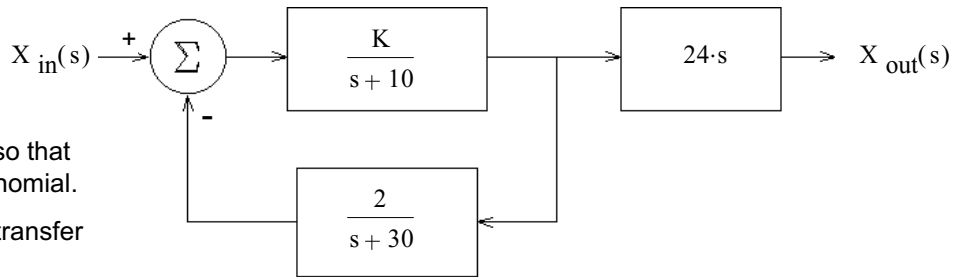 X in(s)
+
Σ
-
K
s + 10
24·s
X out(s)
so that
nomial.
transfer
2
s + 30